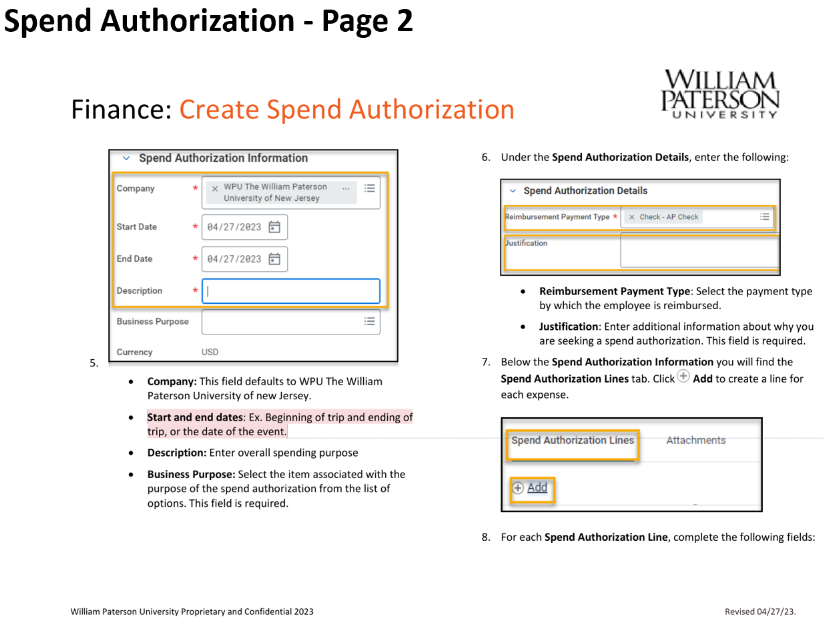 Spend Authorization - Page 2
WILLIAM
PATERSON
UNIVERSITY
Finance: Create Spend Authorization
Spend Authorization Information
Company * × WPU The William Paterson ...
University of New Jersey
Start Date * 04/27/2023
End Date * 04/27/2023
Description *
Business Purpose
Currency USD
5.
• Company: This field defaults to WPU The William
Paterson University of new Jersey.
• Start and end dates: Ex. Beginning of trip and ending of
trip, or the date of the event.
• Description: Enter overall spending purpose
• Business Purpose: Select the item associated with the
purpose of the spend authorization from the list of
options. This field is required.
6. Under the Spend Authorization Details, enter the following:
Spend Authorization Details
Reimbursement Payment Type * × Check - AP Check
Justification
• Reimbursement Payment Type: Select the payment type
by which the employee is reimbursed.
• Justification: Enter additional information about why you
are seeking a spend authorization. This field is required.
7. Below the Spend Authorization Information you will find the
Spend Authorization Lines tab. Click Add to create a line for
each expense.
Spend Authorization Lines Attachments
Add
8. For each Spend Authorization Line, complete the following fields:
William Paterson University Proprietary and Confidential 2023
Revised 04/27/23.